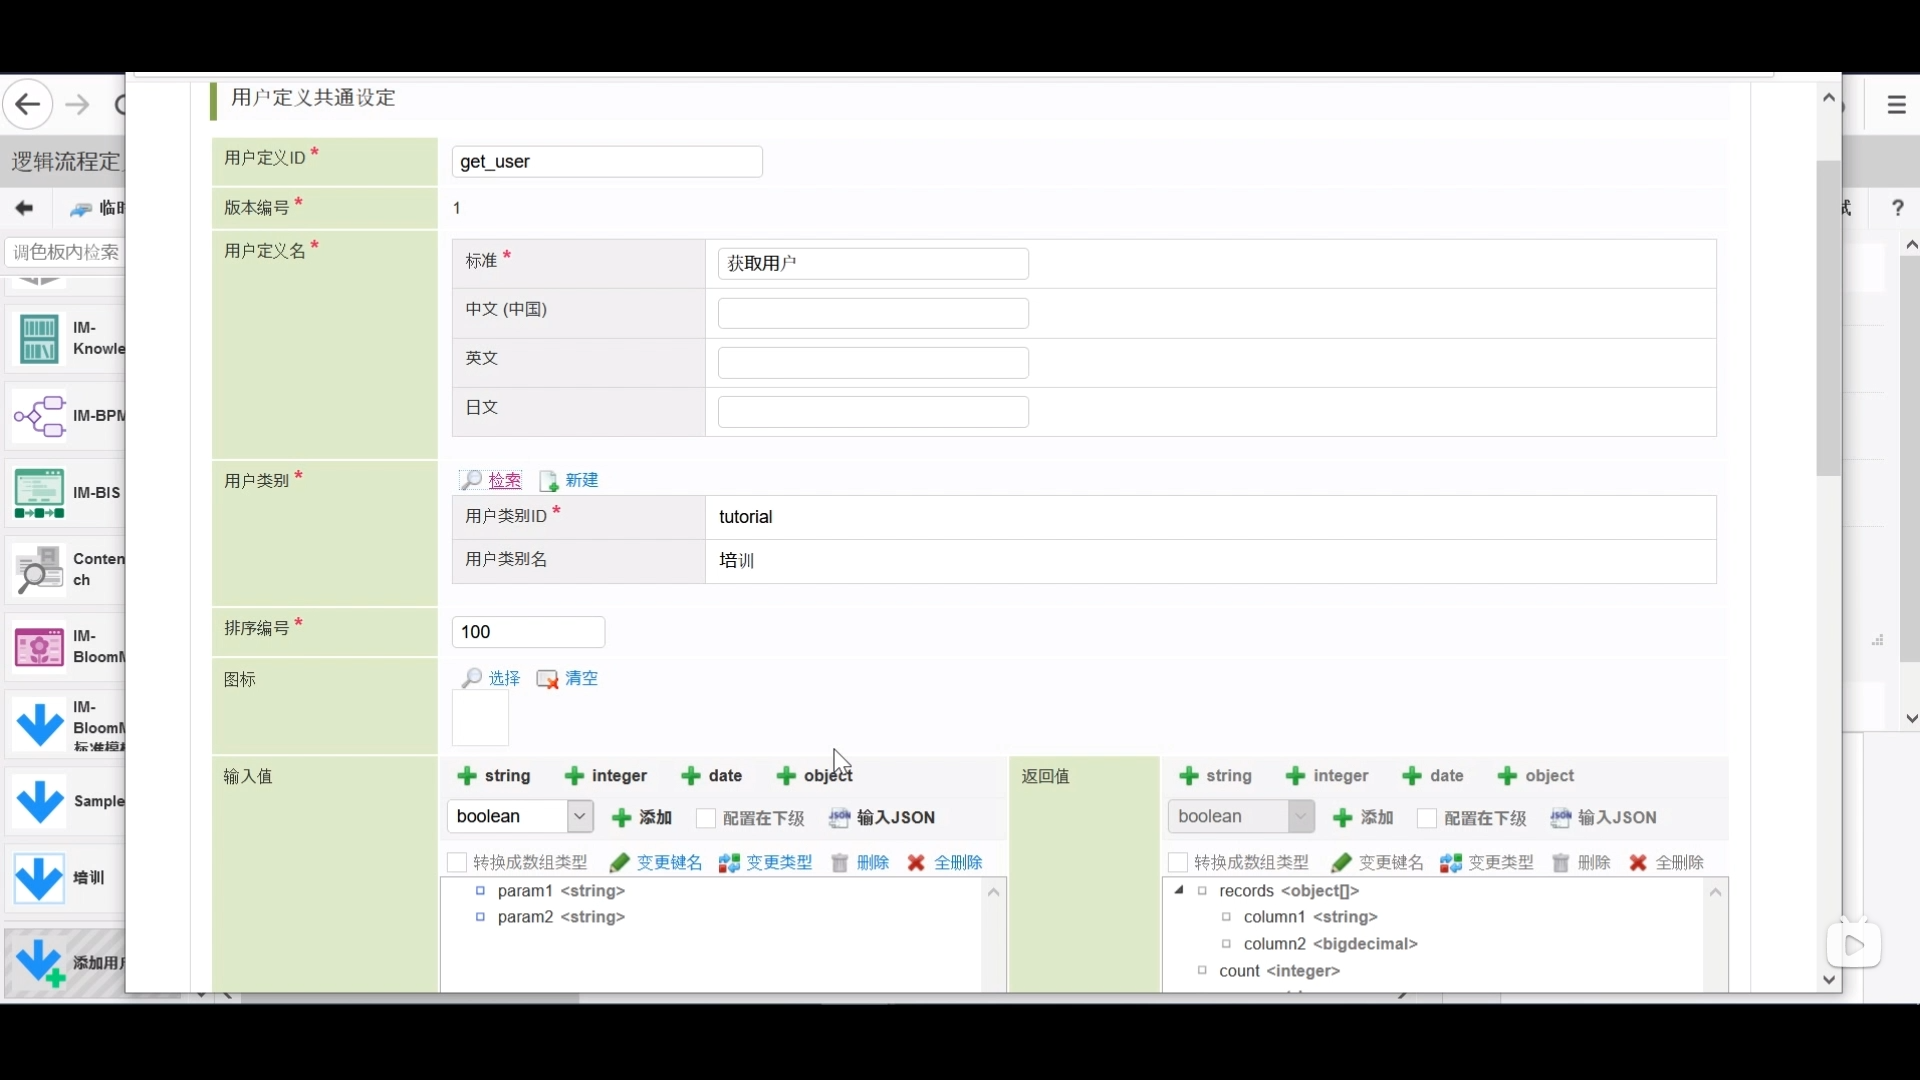 用户定义共通设定
用户定义ID *
get_user
版本编号 *
1
用户定义名 *
标准 *
获取用户
中文 (中国)
英文
日文
用户类别 *
检索
新建
用户类别ID *
tutorial
用户类别名
培训
排序编号 *
100
图标
选择
清空
输入值
string
integer
date
object
boolean
添加
配置在下级
输入JSON
转换成数组类型
变更键名
变更类型
删除
全删除
param1 <string>
param2 <string>
返回值
string
integer
date
object
boolean
添加
配置在下级
输入JSON
转换成数组类型
变更键名
变更类型
删除
全删除
records <object[]>
column1 <string>
column2 <bigdecimal>
count <integer>
逻辑流程定
临时
调色板内检索
IM-
Knowle
IM-BPM
IM-BIS
Conten
ch
IM-
BloomM
IM-
BloomM
标准模板
Sample
培训
添加用户
试
?